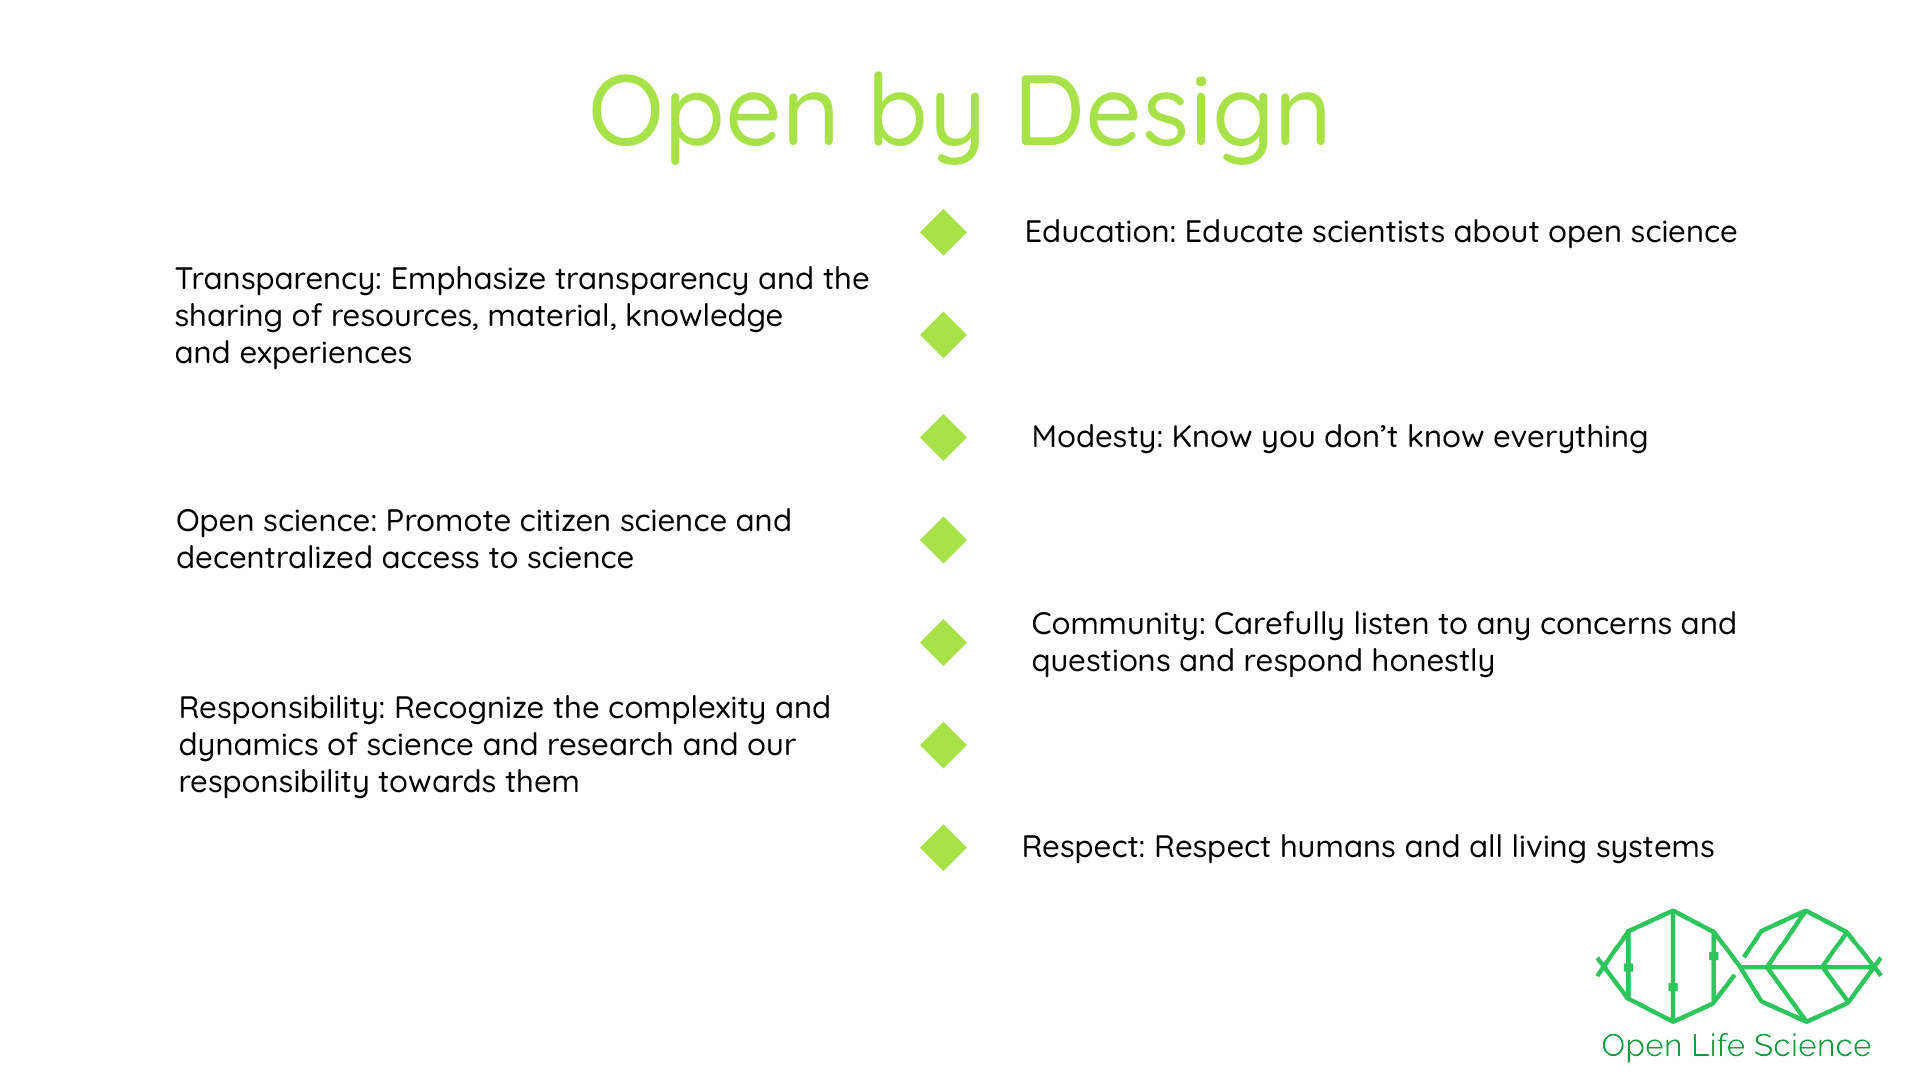 Open by Design
Education: Educate scientists about open science
Transparency: Emphasize transparency and the
sharing of resources, material, knowledge
and experiences
Modesty: Know you don’t know everything
Open science: Promote citizen science and
decentralized access to science
Community: Carefully listen to any concerns and
questions and respond honestly
Responsibility: Recognize the complexity and
dynamics of science and research and our
responsibility towards them
Respect: Respect humans and all living systems
Open Life Science